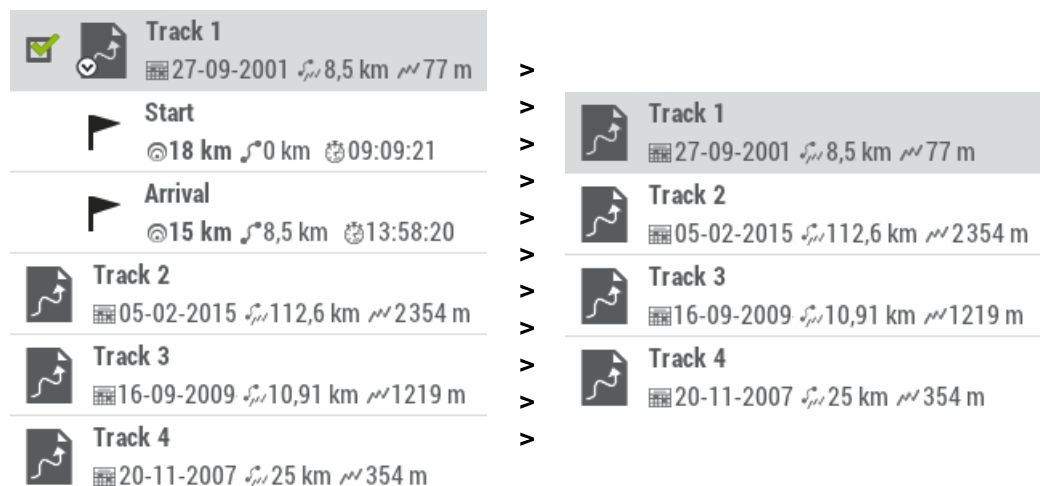 Track 1
27-09-2001 8,5 km 77 m
Start
18 km 0 km 09:09:21
Arrival
15 km 8,5 km 13:58:20
Track 2
05-02-2015 112,6 km 2354 m
Track 3
16-09-2009 10,91 km 1219 m
Track 4
20-11-2007 25 km 354 m
>
>
>
>
>
>
>
>
>
>
>
Track 1
27-09-2001 8,5 km 77 m
Track 2
05-02-2015 112,6 km 2354 m
Track 3
16-09-2009 10,91 km 1219 m
Track 4
20-11-2007 25 km 354 m